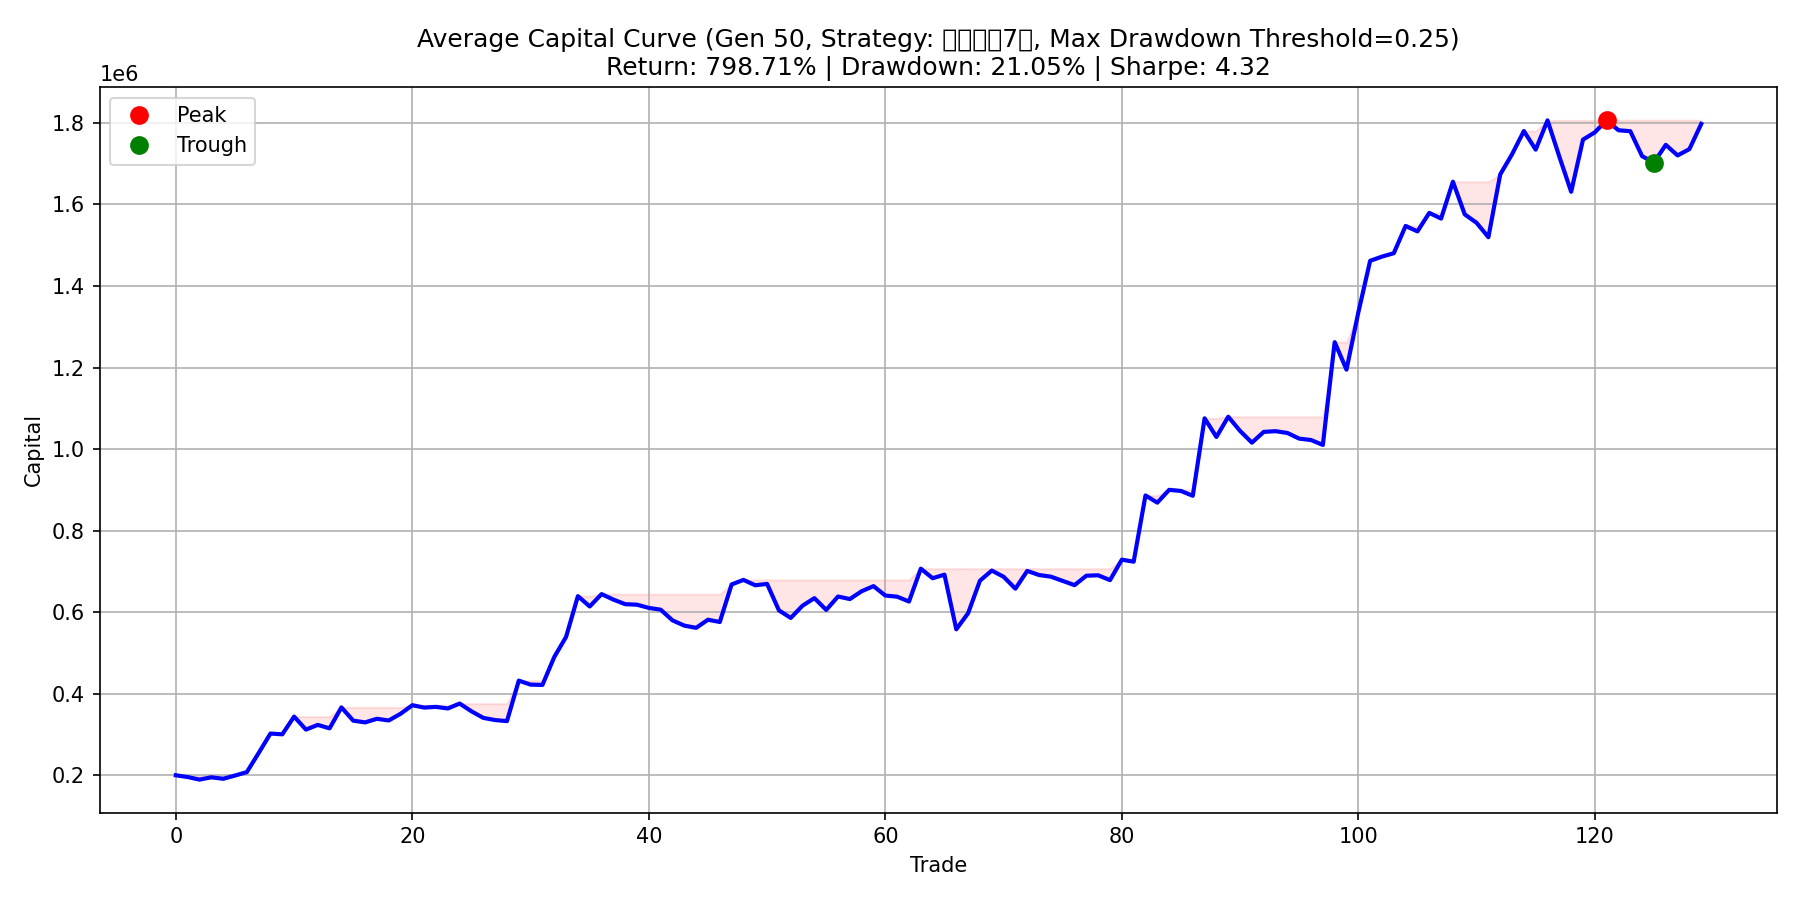 Average Capital Curve (Gen 50, Strategy: 7, Max Drawdown Threshold=0.25)
Return: 798.71% | Drawdown: 21.05% | Sharpe: 4.32
1e6
Peak
Trough
1.8
1.6
1.4
1.2
1.0
0.8
0.6
0.4
0.2
Capital
0 20 40 60 80 100 120
Trade